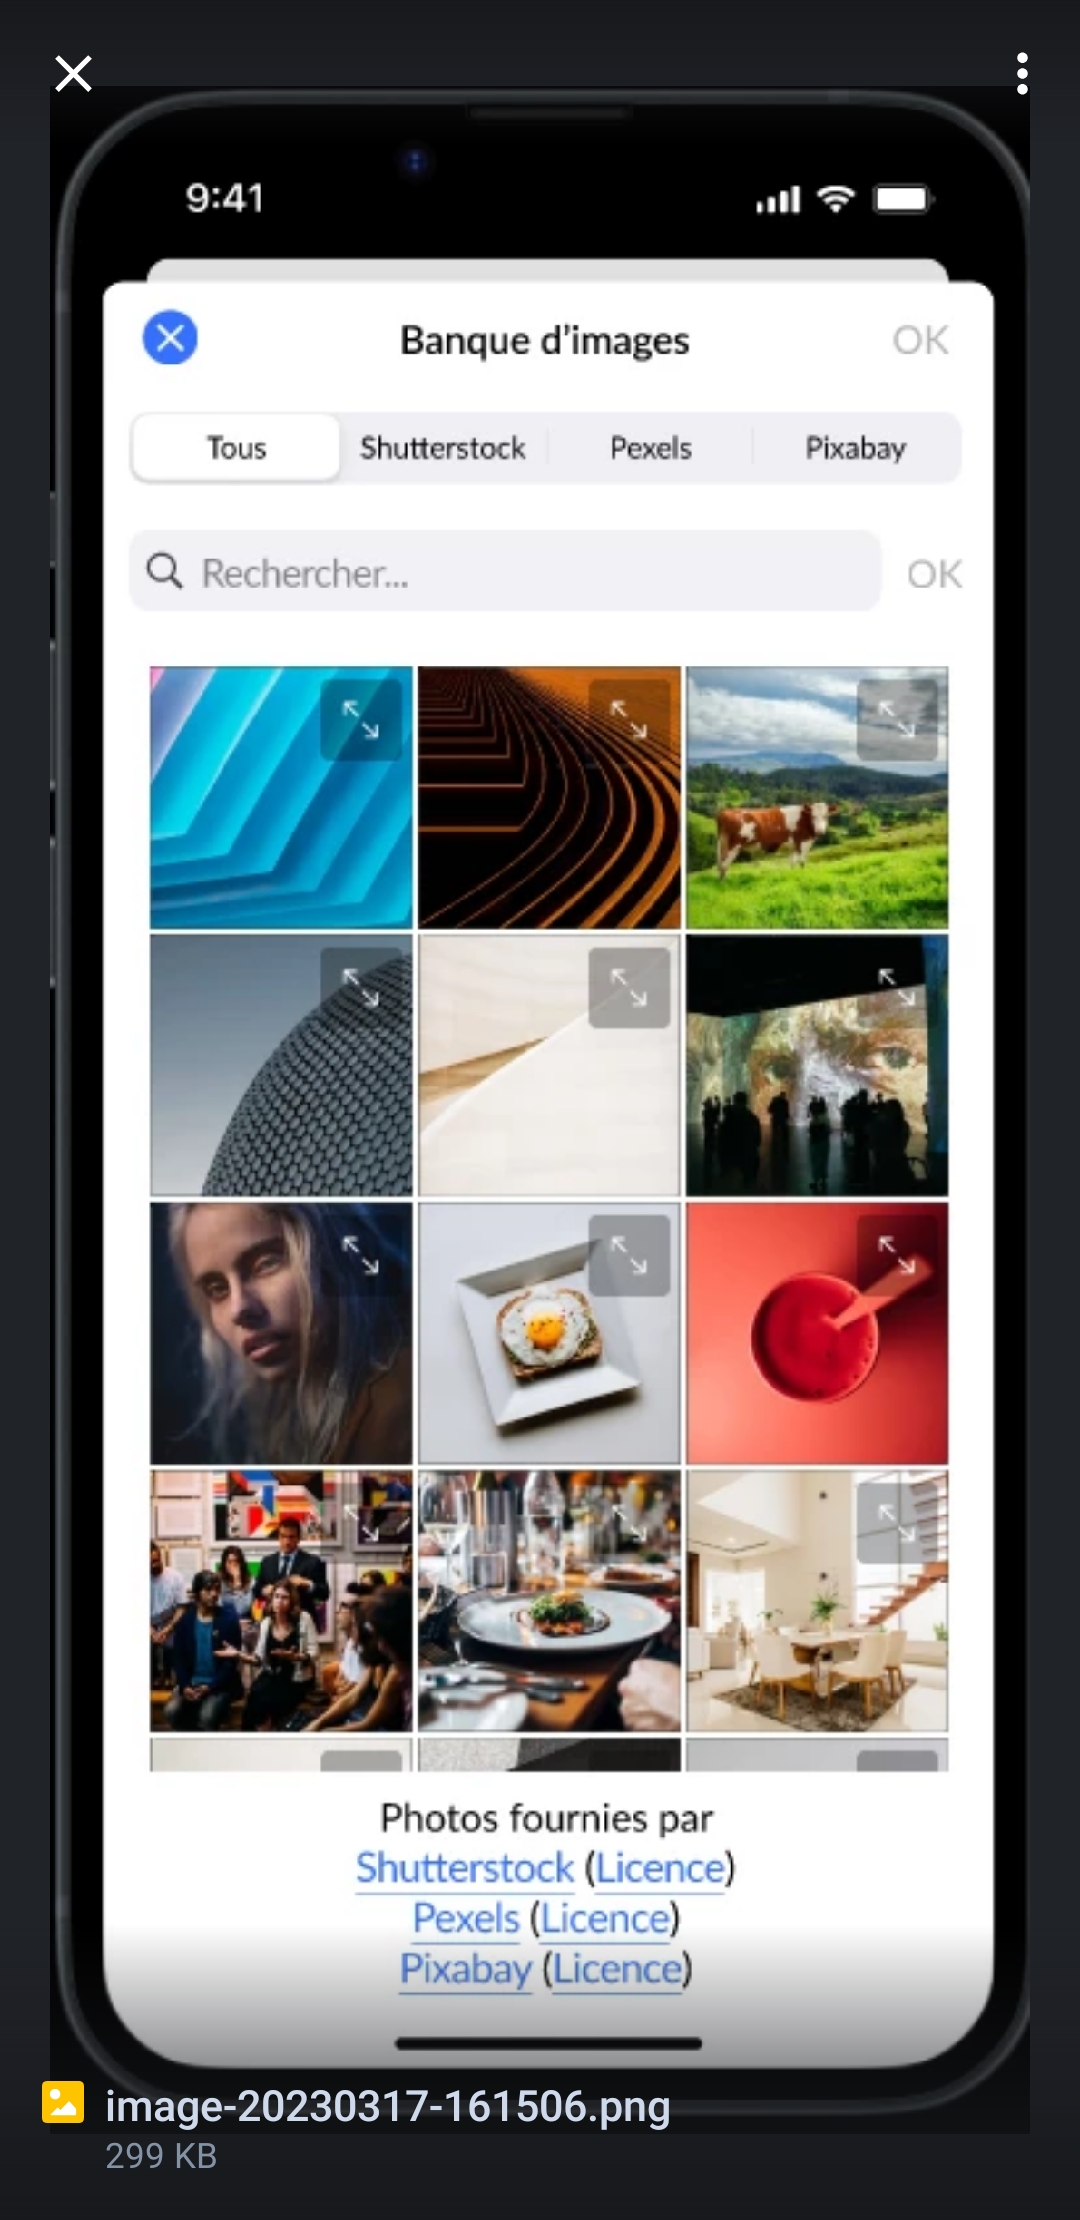 9:41
Banque d’images
OK
Tous
Shutterstock
Pexels
Pixabay
Rechercher...
OK
Photos fournies par
Shutterstock (Licence)
Pexels (Licence)
Pixabay (Licence)
image-20230317-161506.png
299 KB